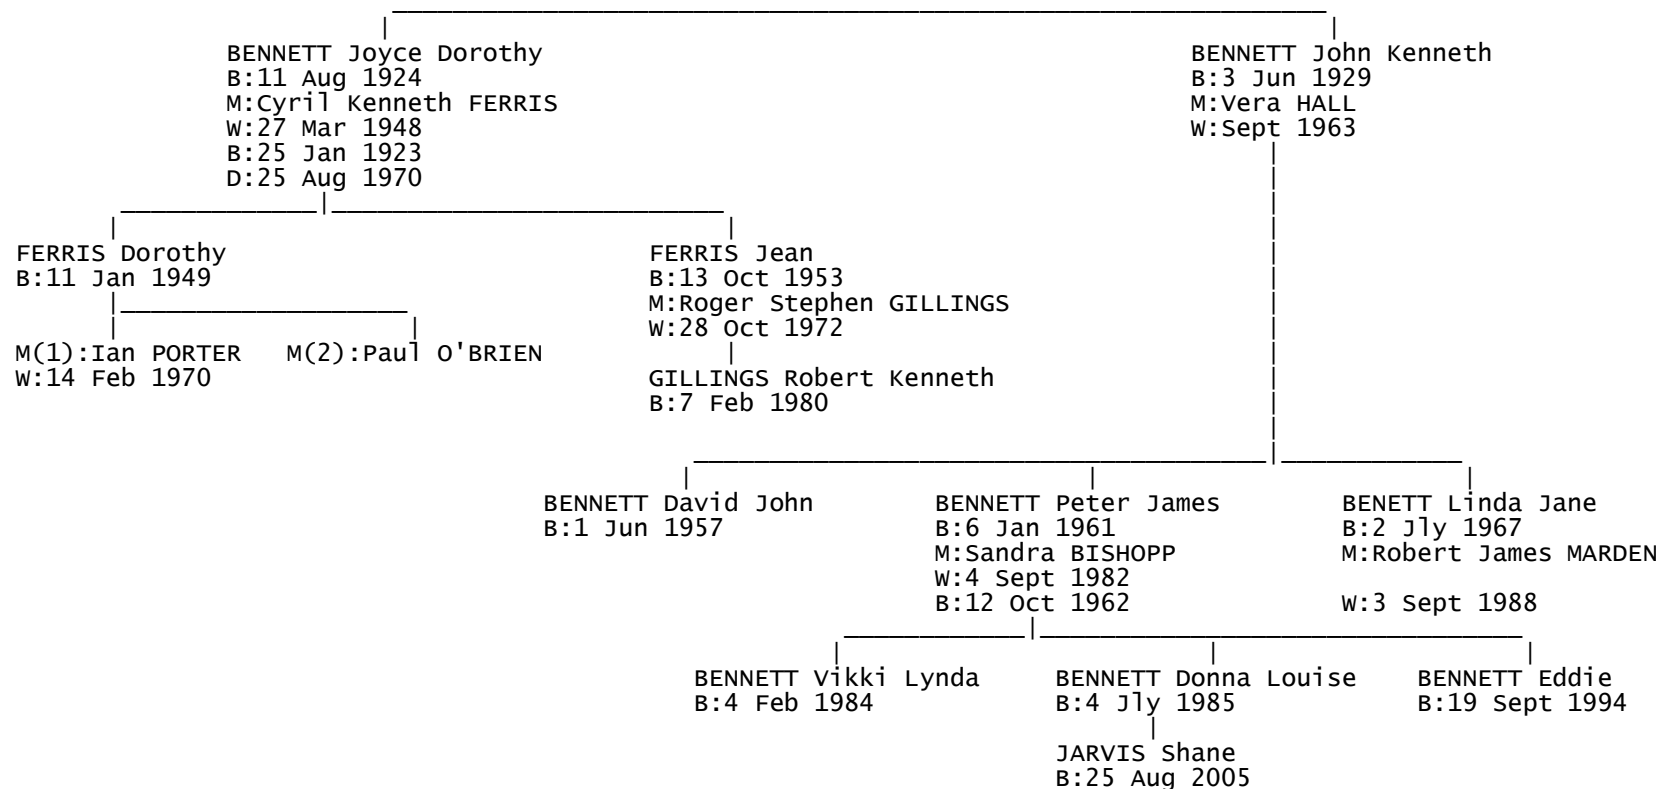 BENNETT Joyce Dorothy
B:11 Aug 1924
M:Cyril Kenneth FERRIS
W:27 Mar 1948
B:25 Jan 1923
D:25 Aug 1970
BENNETT John Kenneth
B:3 Jun 1929
M:Vera HALL
W:Sept 1963
FERRIS Dorothy
B:11 Jan 1949
M(1):Ian PORTER
W:14 Feb 1970
M(2):Paul O'BRIEN
FERRIS Jean
B:13 Oct 1953
M:Roger Stephen GILLINGS
W:28 Oct 1972
GILLINGS Robert Kenneth
B:7 Feb 1980
BENNETT David John
B:1 Jun 1957
BENNETT Peter James
B:6 Jan 1961
M:Sandra BISHOPP
W:4 Sept 1982
B:12 Oct 1962
BENETT Linda Jane
B:2 Jly 1967
M:Robert James MARDEN
W:3 Sept 1988
BENNETT Vikki Lynda
B:4 Feb 1984
BENNETT Donna Louise
B:4 Jly 1985
JARVIS Shane
B:25 Aug 2005
BENNETT Eddie
B:19 Sept 1994